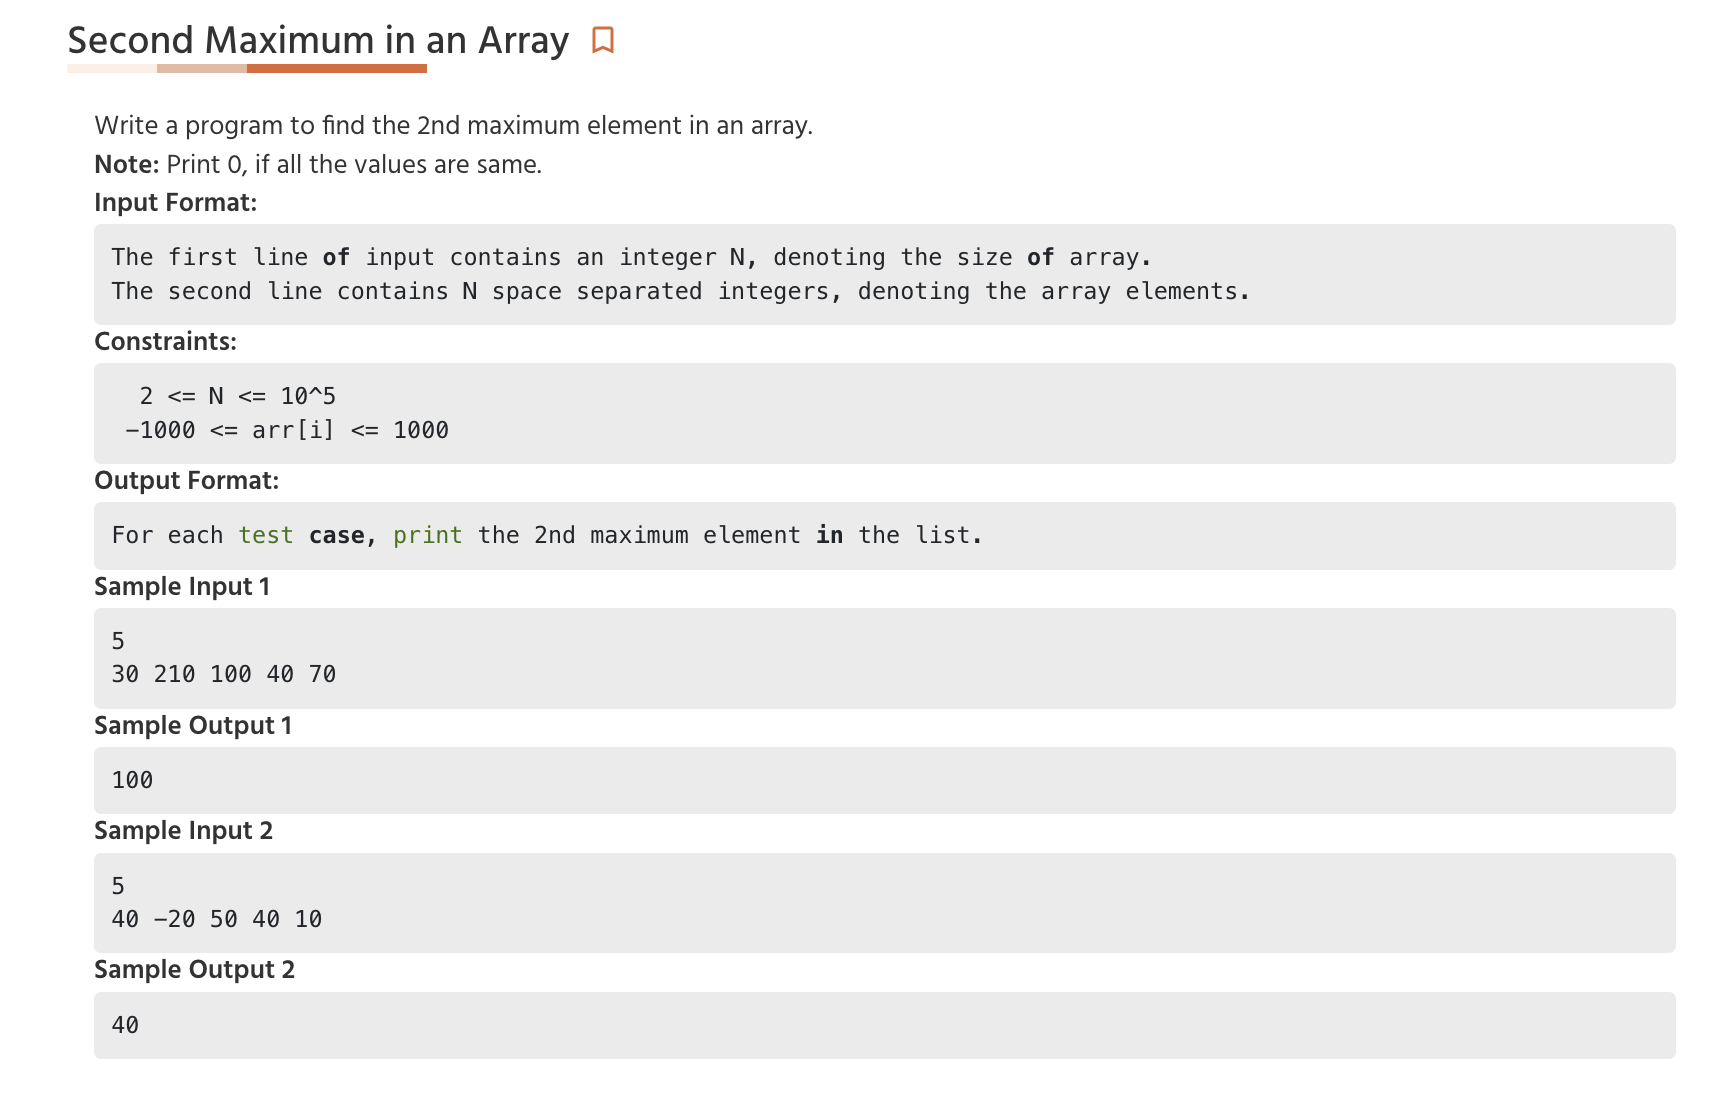 Second Maximum in an Array
Write a program to find the 2nd maximum element in an array.
Note: Print 0, if all the values are same.
Input Format:
The first line of input contains an integer N, denoting the size of array.
The second line contains N space separated integers, denoting the array elements.
Constraints:
2 <= N <= 10^5
−1000 <= arr[i] <= 1000
Output Format:
For each test case, print the 2nd maximum element in the list.
Sample Input 1
5
30 210 100 40 70
Sample Output 1
100
Sample Input 2
5
40 −20 50 40 10
Sample Output 2
40